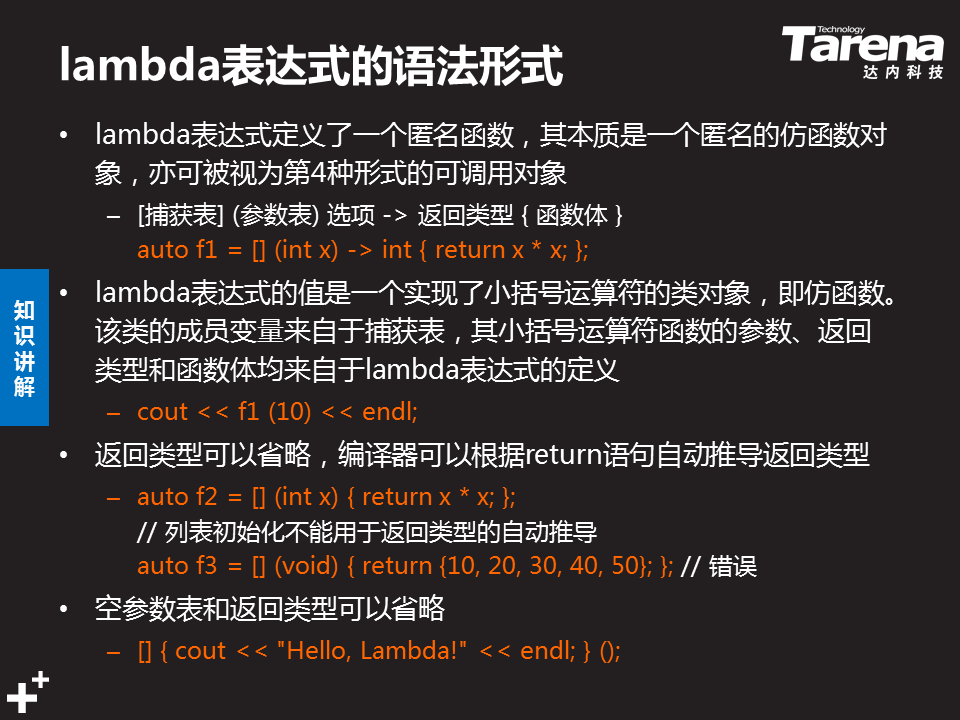 lambda表达式的语法形式
Technology
Tarena
达内科技
• lambda表达式定义了一个匿名函数，其本质是一个匿名的仿函数对
象，亦可被视为第4种形式的可调用对象
– [捕获表] (参数表) 选项 -> 返回类型 { 函数体 }
auto f1 = [] (int x) -> int { return x * x; };
• lambda表达式的值是一个实现了小括号运算符的类对象，即仿函数。
该类的成员变量来自于捕获表，其小括号运算符函数的参数、返回
类型和函数体均来自于lambda表达式的定义
– cout << f1 (10) << endl;
• 返回类型可以省略，编译器可以根据return语句自动推导返回类型
– auto f2 = [] (int x) { return x * x; };
// 列表初始化不能用于返回类型的自动推导
auto f3 = [] (void) { return {10, 20, 30, 40, 50}; }; // 错误
• 空参数表和返回类型可以省略
– [] { cout << "Hello, Lambda!" << endl; } ();
知
识
讲
解